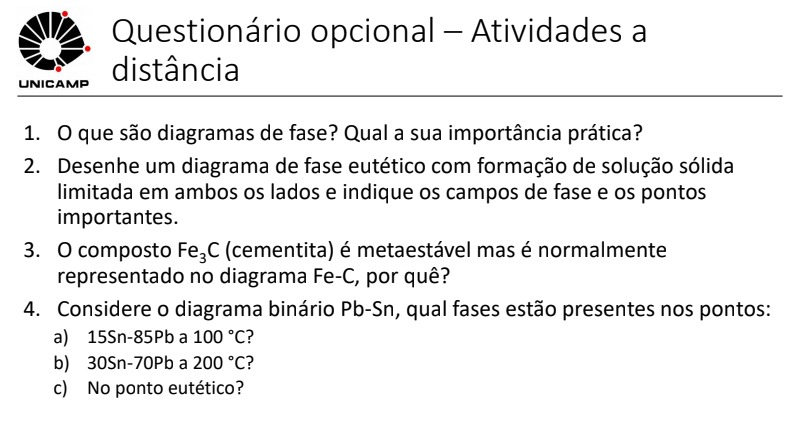 UNICAMP
Questionário opcional – Atividades a
distância
1. O que são diagramas de fase? Qual a sua importância prática?
2. Desenhe um diagrama de fase eutético com formação de solução sólida
limitada em ambos os lados e indique os campos de fase e os pontos
importantes.
3. O composto Fe₃C (cementita) é metaestável mas é normalmente
representado no diagrama Fe-C, por quê?
4. Considere o diagrama binário Pb-Sn, qual fases estão presentes nos pontos:
a) 15Sn-85Pb a 100 °C?
b) 30Sn-70Pb a 200 °C?
c) No ponto eutético?